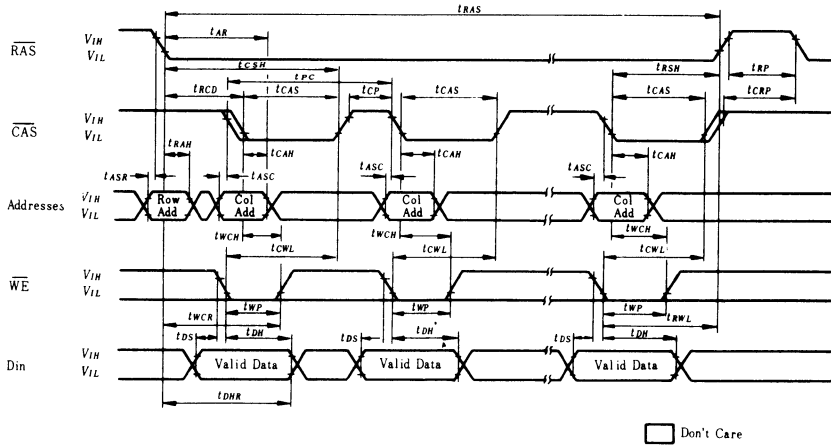 tRAS
tAR
RAS VIH
VIL
tCSH
tPC
tRSH
tRP
tRCD tCAS tCP tCAS tCAS tCRP
CAS VIH
VIL
tRAH tCAH tCAH tCAH
tASR tASC tASC tASC
Addresses VIH
VIL
Row Add Col Add Col Add Col Add
tWCH tWCH tWCH
tCWL tCWL tCWL
WE VIH
VIL
tWP tWP tWP
tWCR tRWL
tDS tDH tDS tDH tDS tDH
Din VIH
VIL
Valid Data Valid Data Valid Data
tDHR
Don't Care